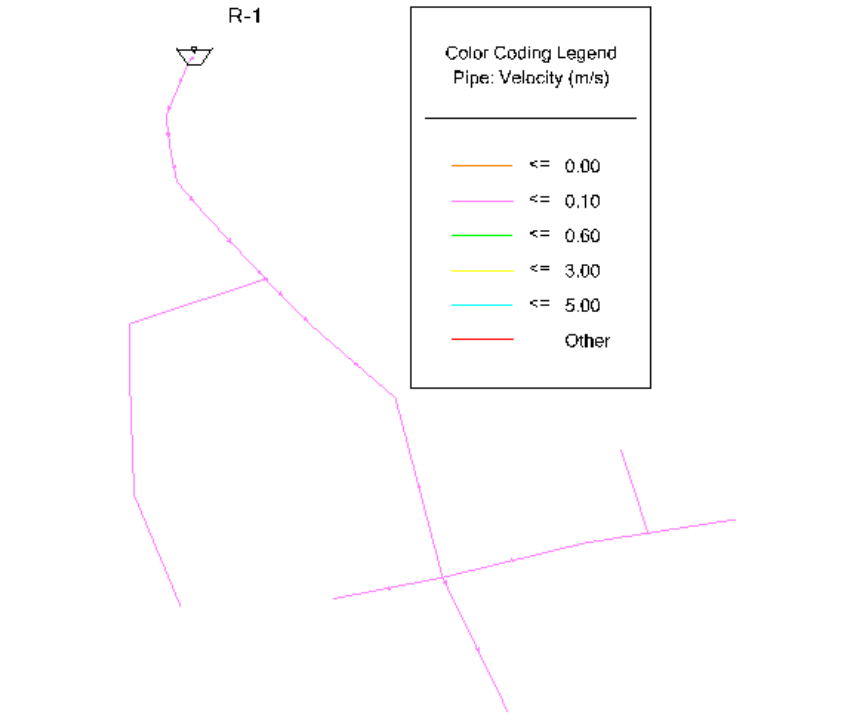 R-1
Color Coding Legend
Pipe: Velocity (m/s)
<= 0.00
<= 0.10
<= 0.60
<= 3.00
<= 5.00
Other